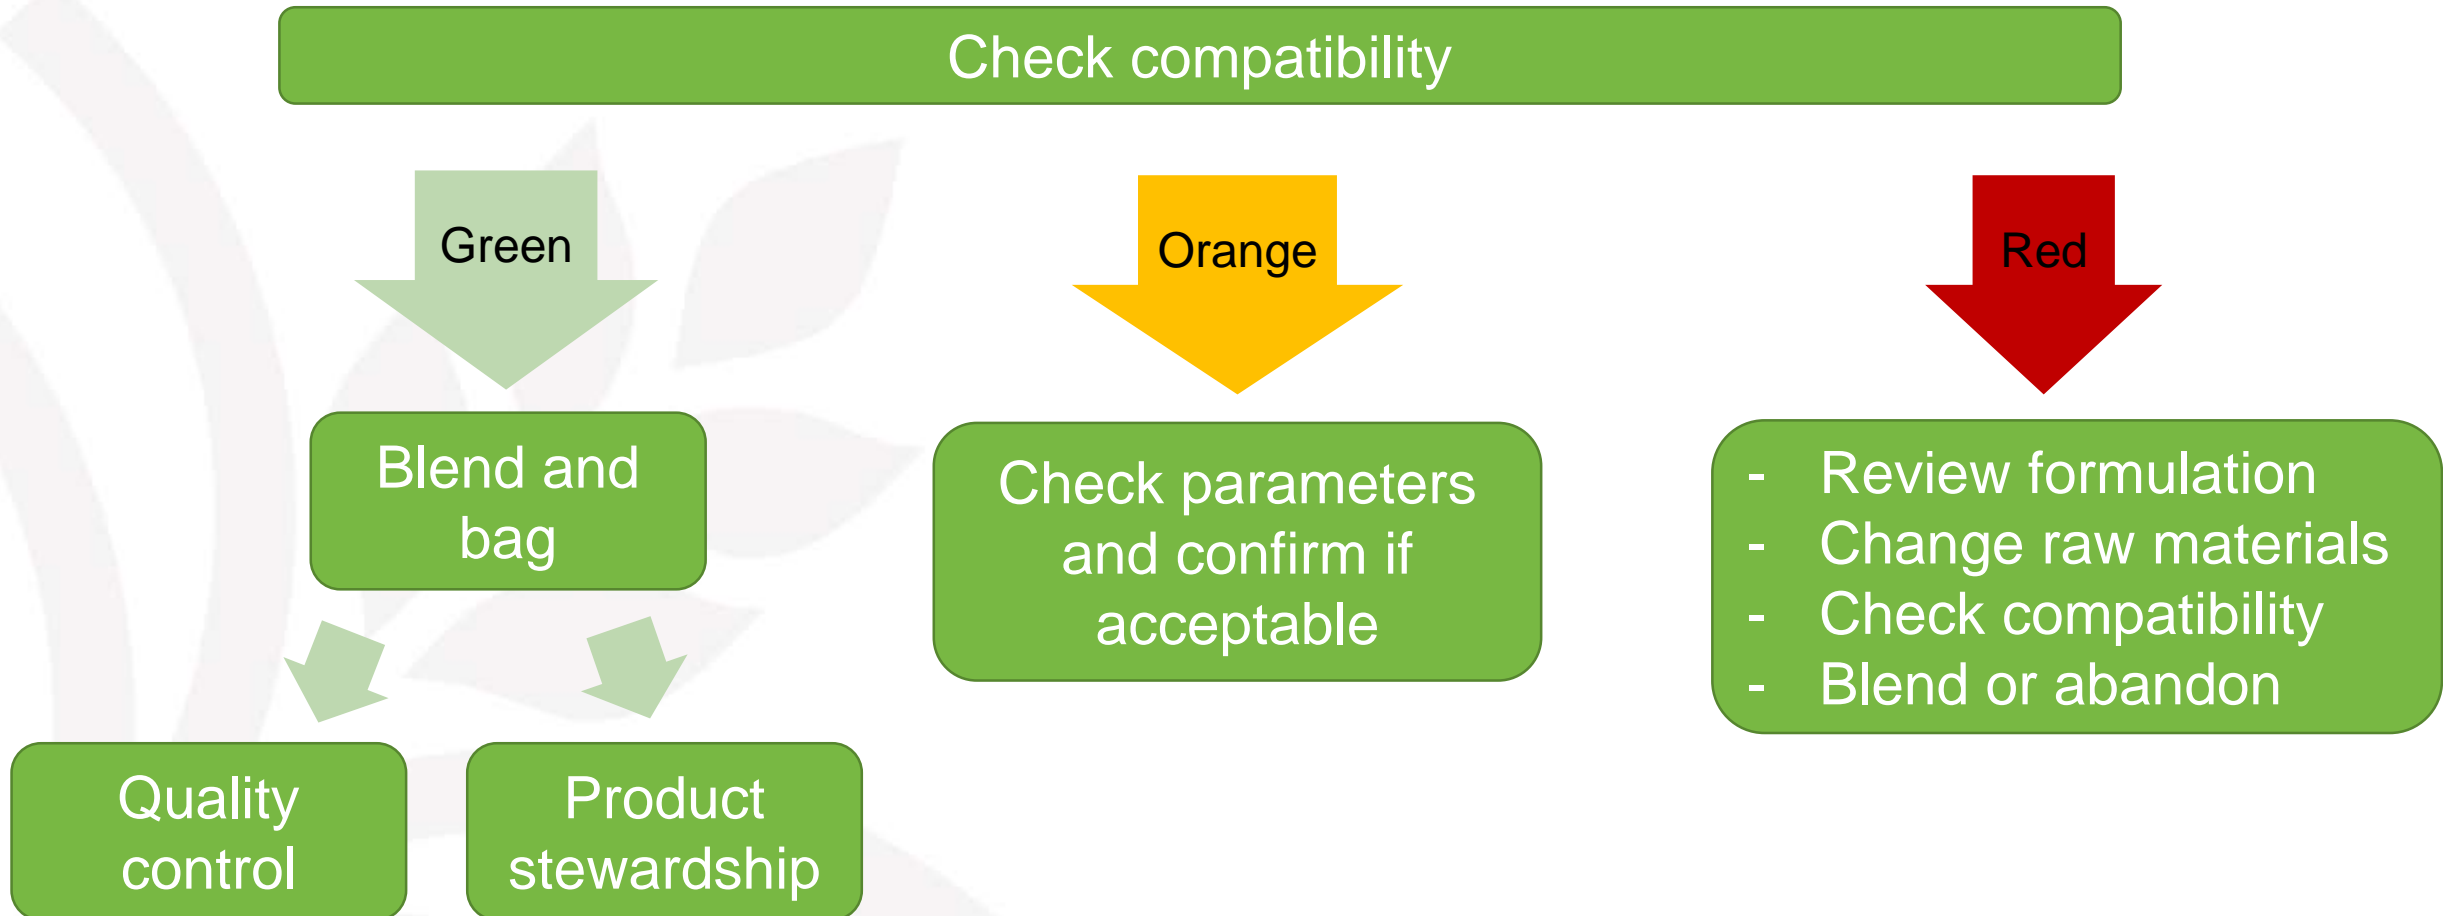 Check compatibility
Green
Orange
Red
Blend and
bag
Check parameters
and confirm if
acceptable
- Review formulation
- Change raw materials
- Check compatibility
- Blend or abandon
Quality
control
Product
stewardship